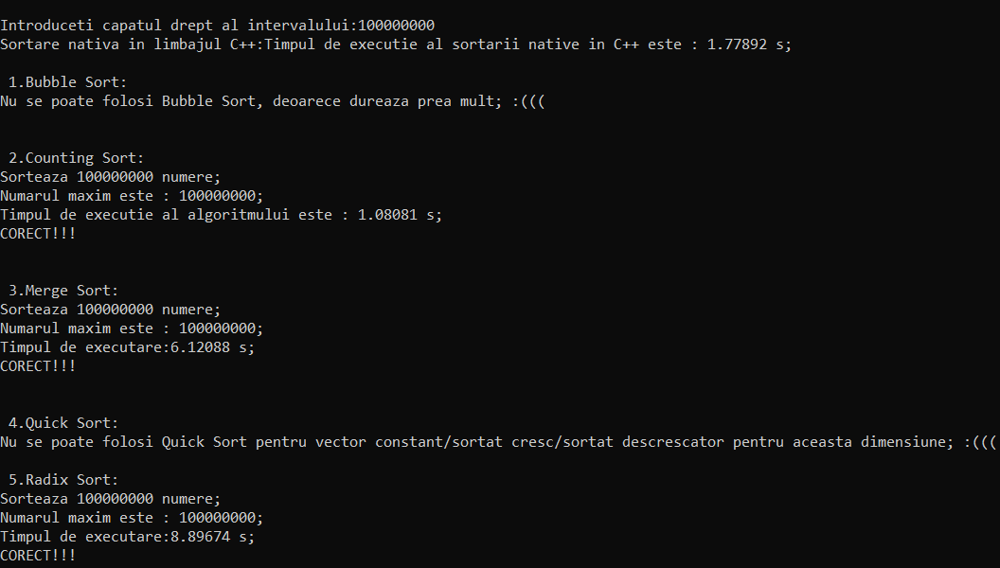 Introduceti capatul drept al intervalului:100000000
Sortare nativa in limbajul C++:Timpul de executie al sortarii native in C++ este : 1.77892 s;
1.Bubble Sort:
Nu se poate folosi Bubble Sort, deoarece dureaza prea mult; :(((
2.Counting Sort:
Sorteaza 100000000 numere;
Numarul maxim este : 100000000;
Timpul de executie al algoritmului este : 1.08081 s;
CORECT!!!
3.Merge Sort:
Sorteaza 100000000 numere;
Numarul maxim este : 100000000;
Timpul de executare:6.12088 s;
CORECT!!!
4.Quick Sort:
Nu se poate folosi Quick Sort pentru vector constant/sortat cresc/sortat descrescator pentru aceasta dimensiune; :(((
5.Radix Sort:
Sorteaza 100000000 numere;
Numarul maxim este : 100000000;
Timpul de executare:8.89674 s;
CORECT!!!